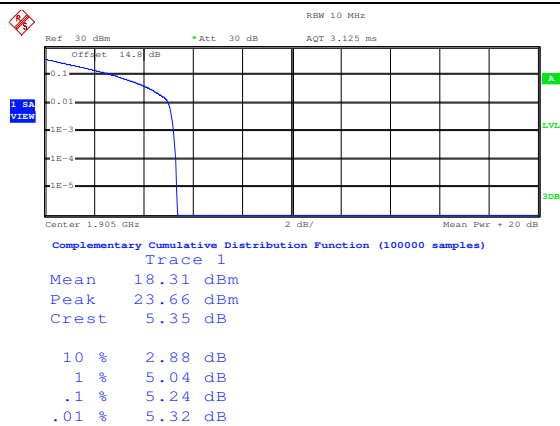 R S
RBW 10 MHz
Ref 30 dBm *Att 30 dB AQT 3.125 ms
Offset 14.8 dB
0.1
A
1 SA
VIEW
0.01
LVL
1E-3
1E-4
1E-5
3DB
Center 1.905 GHz 2 dB/ Mean Pwr + 20 dB
Complementary Cumulative Distribution Function (100000 samples)
Trace 1
Mean 18.31 dBm
Peak 23.66 dBm
Crest 5.35 dB
10 % 2.88 dB
1 % 5.04 dB
.1 % 5.24 dB
.01 % 5.32 dB